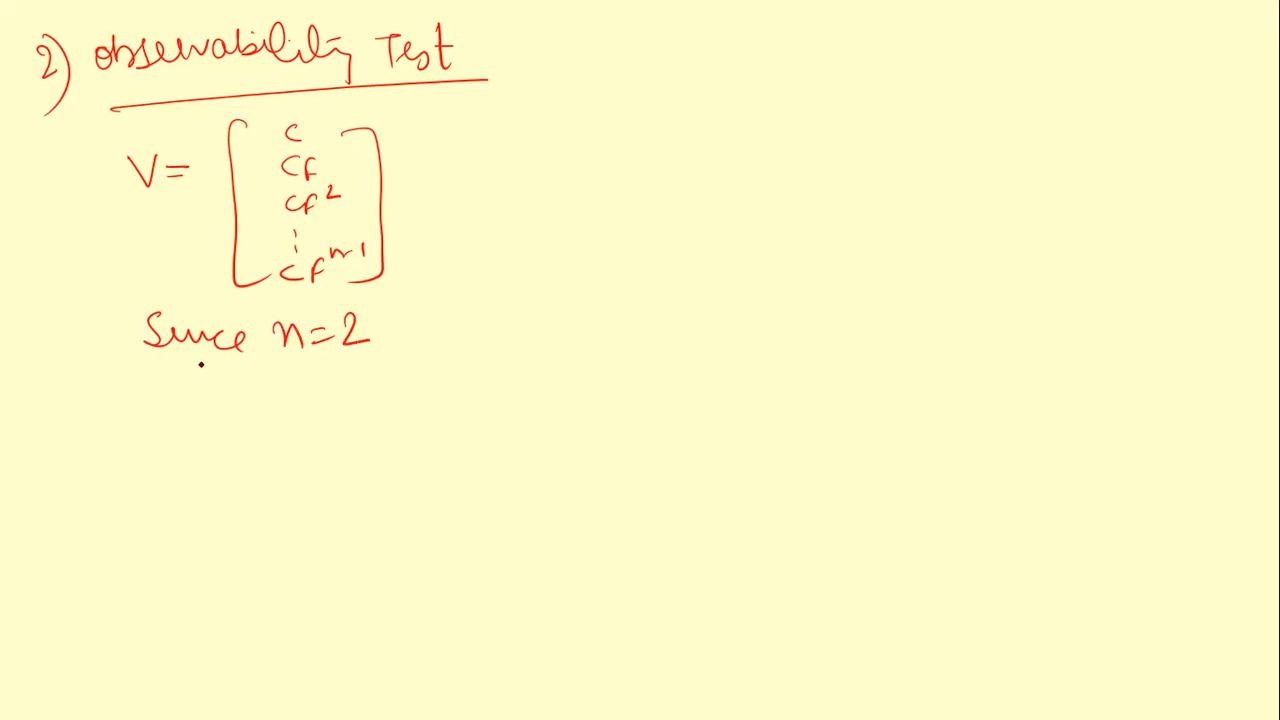 2) Observability Test
V =
C
CF
CF²
⋮
CF^{n-1}
Since n=2